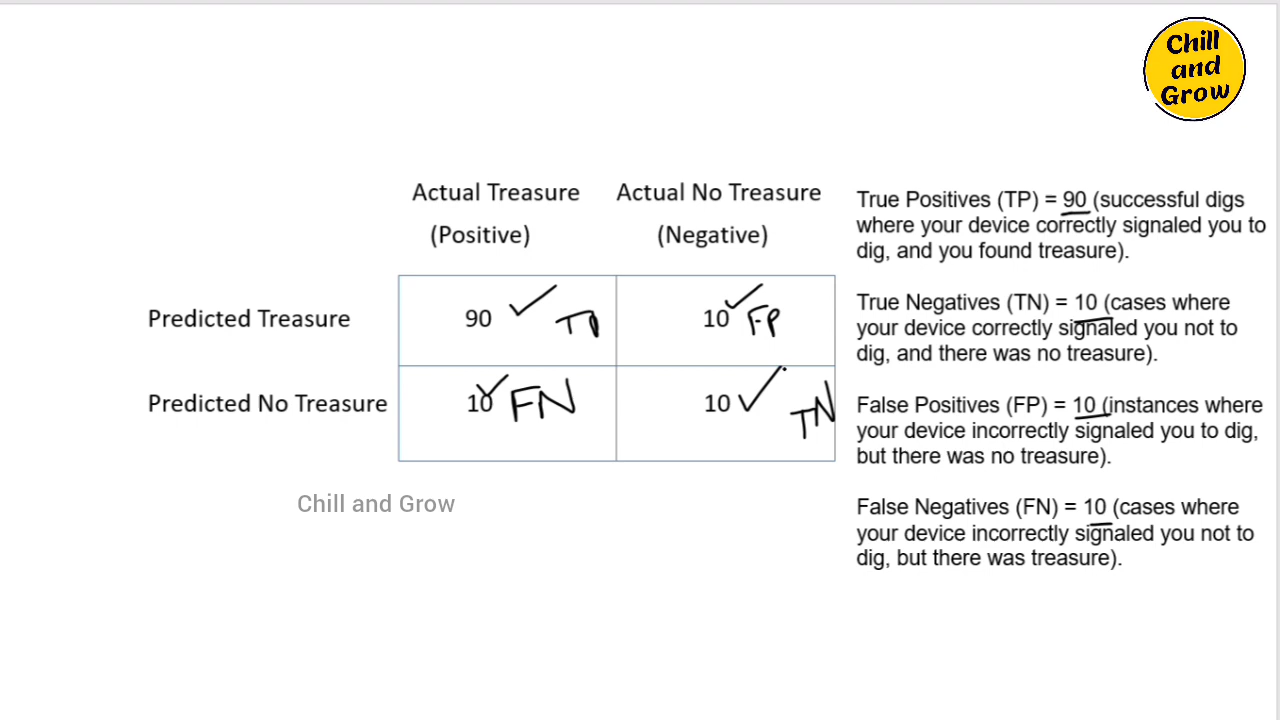 Chill
and
Grow
Actual Treasure Actual No Treasure
(Positive) (Negative)
Predicted Treasure 90 TP 10 FP
Predicted No Treasure 10 FN 10 TN
Chill and Grow
True Positives (TP) = 90 (successful digs
where your device correctly signaled you to
dig, and you found treasure).
True Negatives (TN) = 10 (cases where
your device correctly signaled you not to
dig, and there was no treasure).
False Positives (FP) = 10 (instances where
your device incorrectly signaled you to dig,
but there was no treasure).
False Negatives (FN) = 10 (cases where
your device incorrectly signaled you not to
dig, but there was treasure).